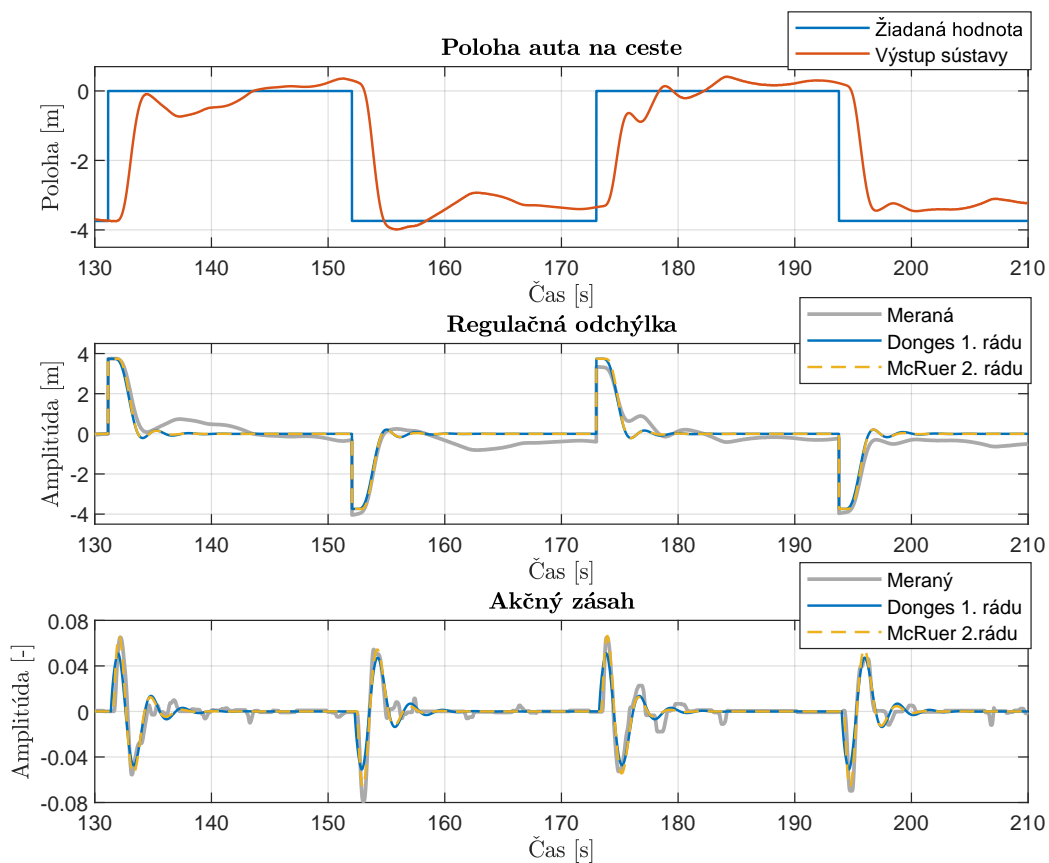 Žiadaná hodnota
Výstup sústavy
Poloha auta na ceste
Poloha [m]
0
-2
-4
130 140 150 160 170 180 190 200 210
Čas [s]
Meraná
Donges 1. rádu
McRuer 2. rádu
Regulačná odchýlka
Amplitúda [m]
4
2
0
-2
-4
130 140 150 160 170 180 190 200 210
Čas [s]
Meraný
Donges 1. rádu
McRuer 2.rádu
Akčný zásah
Amplitúda [-]
0.08
0.04
0
-0.04
-0.08
130 140 150 160 170 180 190 200 210
Čas [s]